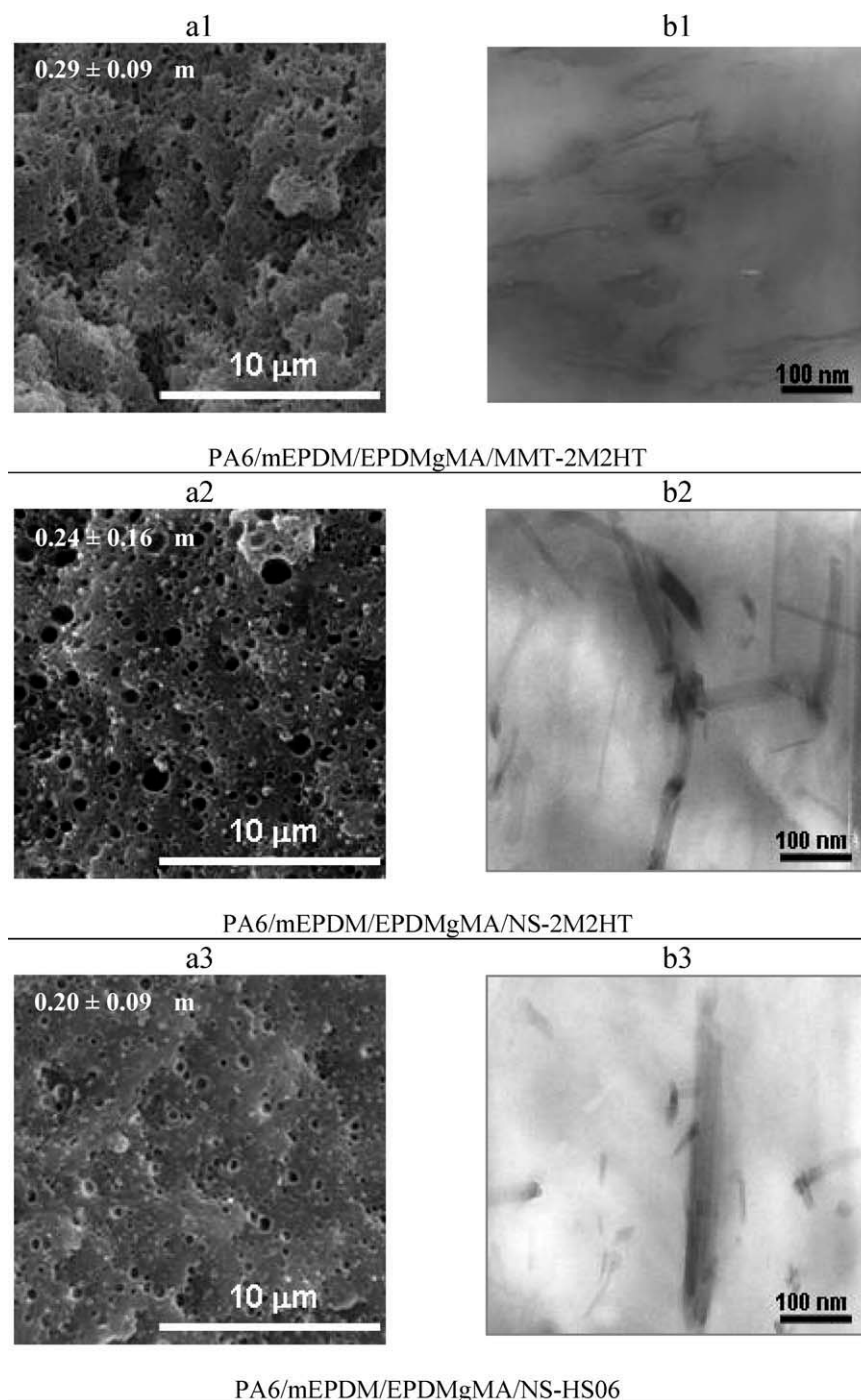 a1 b1
0.29 ± 0.09 m
10 µm
100 nm
PA6/mEPDM/EPDMgMA/MMT-2M2HT
a2 b2
0.24 ± 0.16 m
10 µm
100 nm
PA6/mEPDM/EPDMgMA/NS-2M2HT
a3 b3
0.20 ± 0.09 m
10 µm
100 nm
PA6/mEPDM/EPDMgMA/NS-HS06